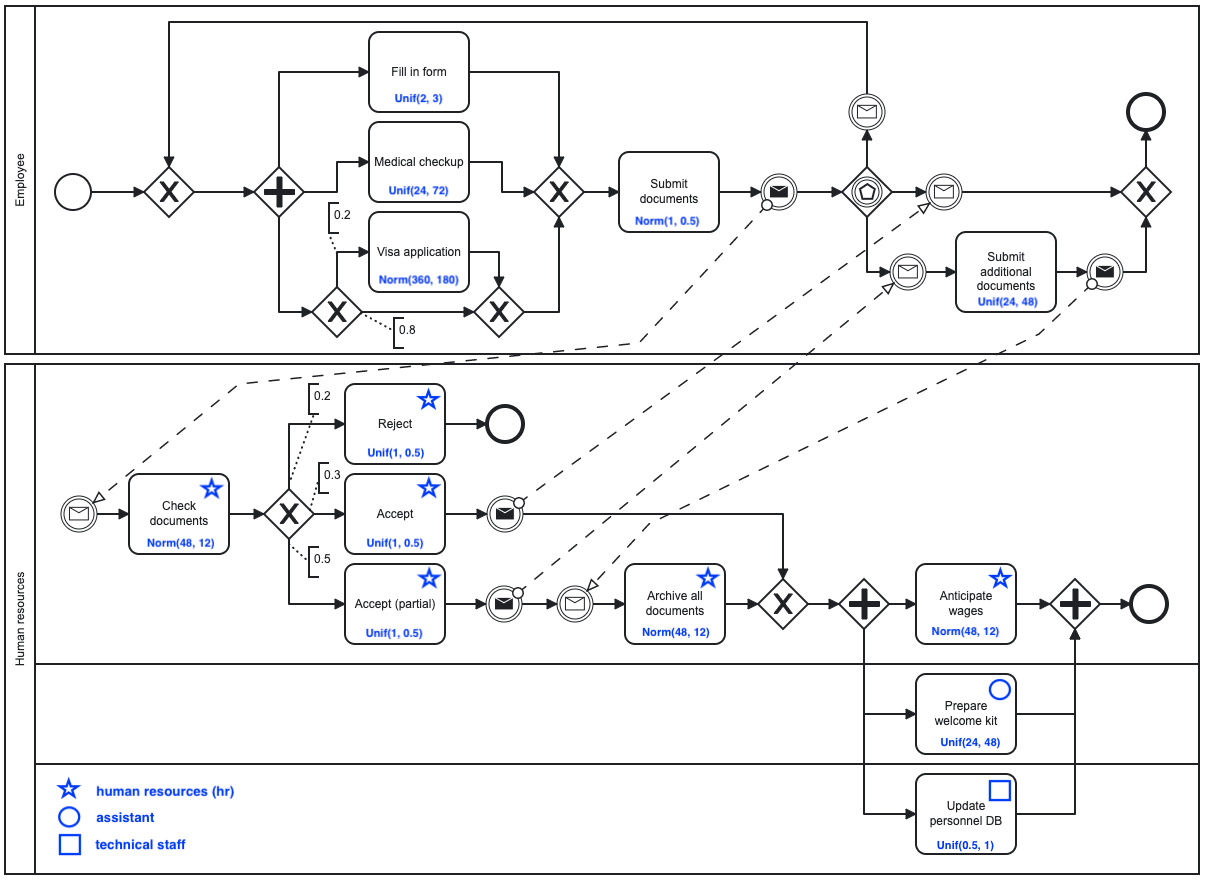 Employee
Fill in form
Unif(2, 3)
Medical checkup
Unif(24, 72)
0.2
Visa application
Norm(360, 180)
0.8
Submit
documents
Norm(1, 0.5)
Submit
additional
documents
Unif(24, 48)
Human resources
0.2
Reject
Unif(1, 0.5)
0.3
Check
documents
Norm(48, 12)
Accept
Unif(1, 0.5)
0.5
Accept (partial)
Unif(1, 0.5)
Archive all
documents
Norm(48, 12)
Anticipate
wages
Norm(48, 12)
Prepare
welcome kit
Unif(24, 48)
Update
personnel DB
Unif(0.5, 1)
human resources (hr)
assistant
technical staff